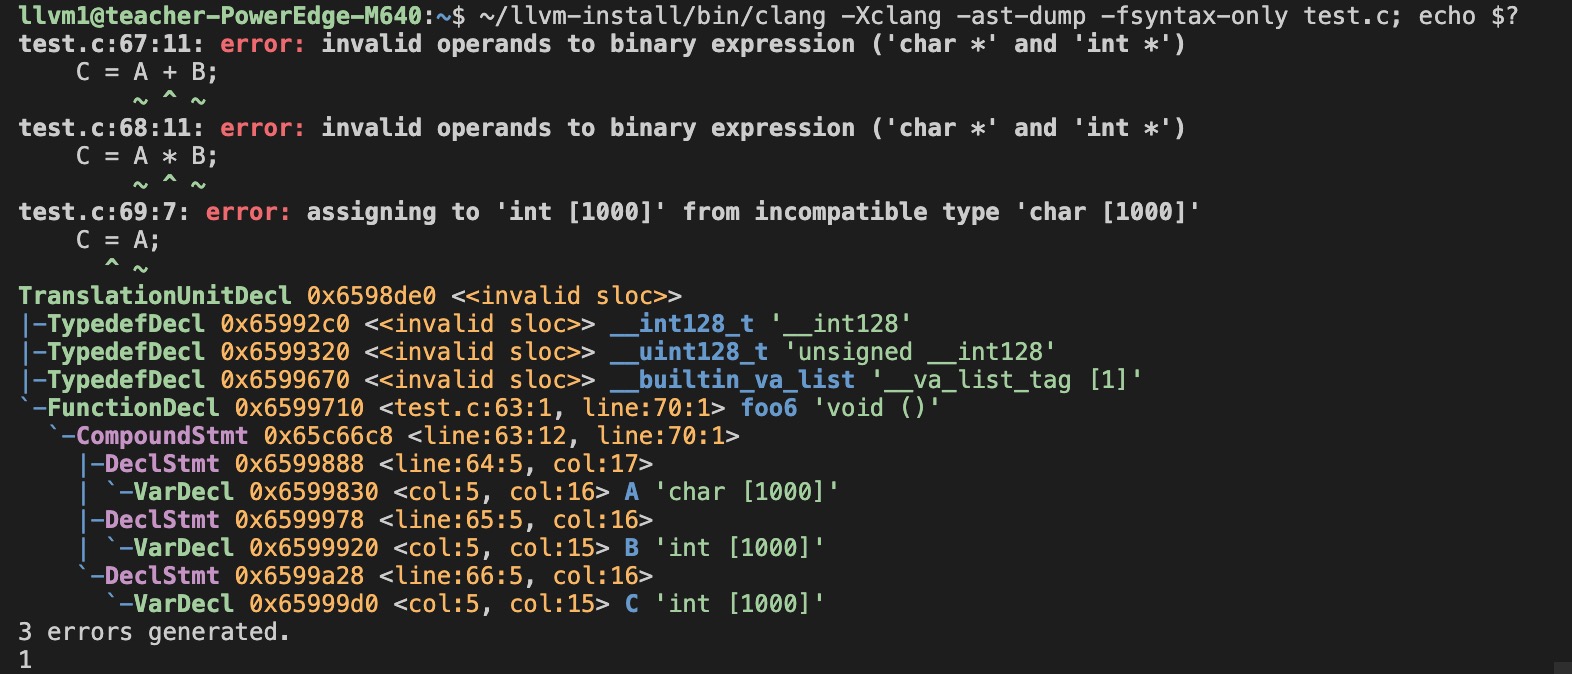 llvm1@teacher-PowerEdge-M640:~$ ~/llvm-install/bin/clang -Xclang -ast-dump -fsyntax-only test.c; echo $?
test.c:67:11: error: invalid operands to binary expression ('char *' and 'int *')
    C = A + B;
        ~ ^ ~
test.c:68:11: error: invalid operands to binary expression ('char *' and 'int *')
    C = A * B;
        ~ ^ ~
test.c:69:7: error: assigning to 'int [1000]' from incompatible type 'char [1000]'
    C = A;
      ^ ~
TranslationUnitDecl 0x6598de0 <<invalid sloc>>
|-TypedefDecl 0x65992c0 <<invalid sloc>> __int128_t '__int128'
|-TypedefDecl 0x6599320 <<invalid sloc>> __uint128_t 'unsigned __int128'
|-TypedefDecl 0x6599670 <<invalid sloc>> __builtin_va_list '__va_list_tag [1]'
`-FunctionDecl 0x6599710 <test.c:63:1, line:70:1> foo6 'void ()'
  `-CompoundStmt 0x65c66c8 <line:63:12, line:70:1>
    |-DeclStmt 0x6599888 <line:64:5, col:17>
    | `-VarDecl 0x6599830 <col:5, col:16> A 'char [1000]'
    |-DeclStmt 0x6599978 <line:65:5, col:16>
    | `-VarDecl 0x6599920 <col:5, col:15> B 'int [1000]'
    `-DeclStmt 0x6599a28 <line:66:5, col:16>
      `-VarDecl 0x65999d0 <col:5, col:15> C 'int [1000]'
3 errors generated.
1